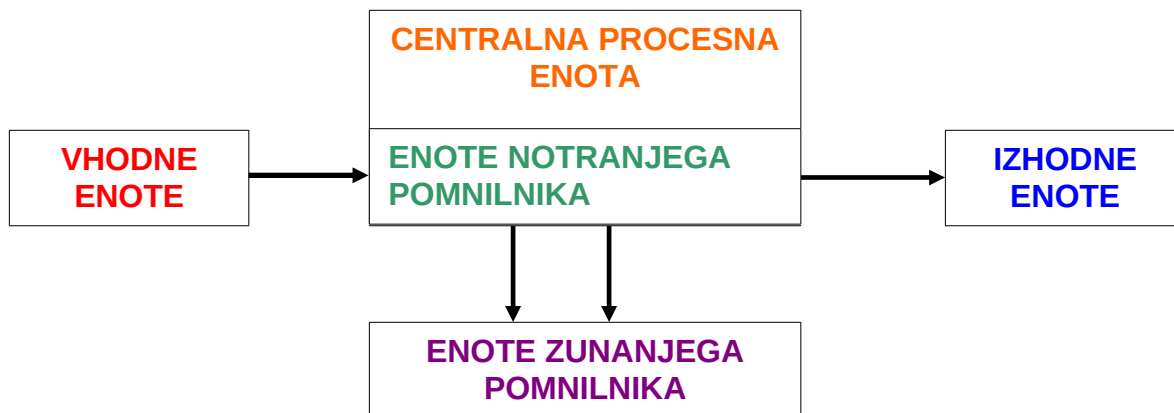 CENTRALNA PROCESNA
ENOTA
VHODNE
ENOTE
ENOTE NOTRANJEGA
POMNILNIKA
IZHODNE
ENOTE
ENOTE ZUNANJEGA
POMNILNIKA